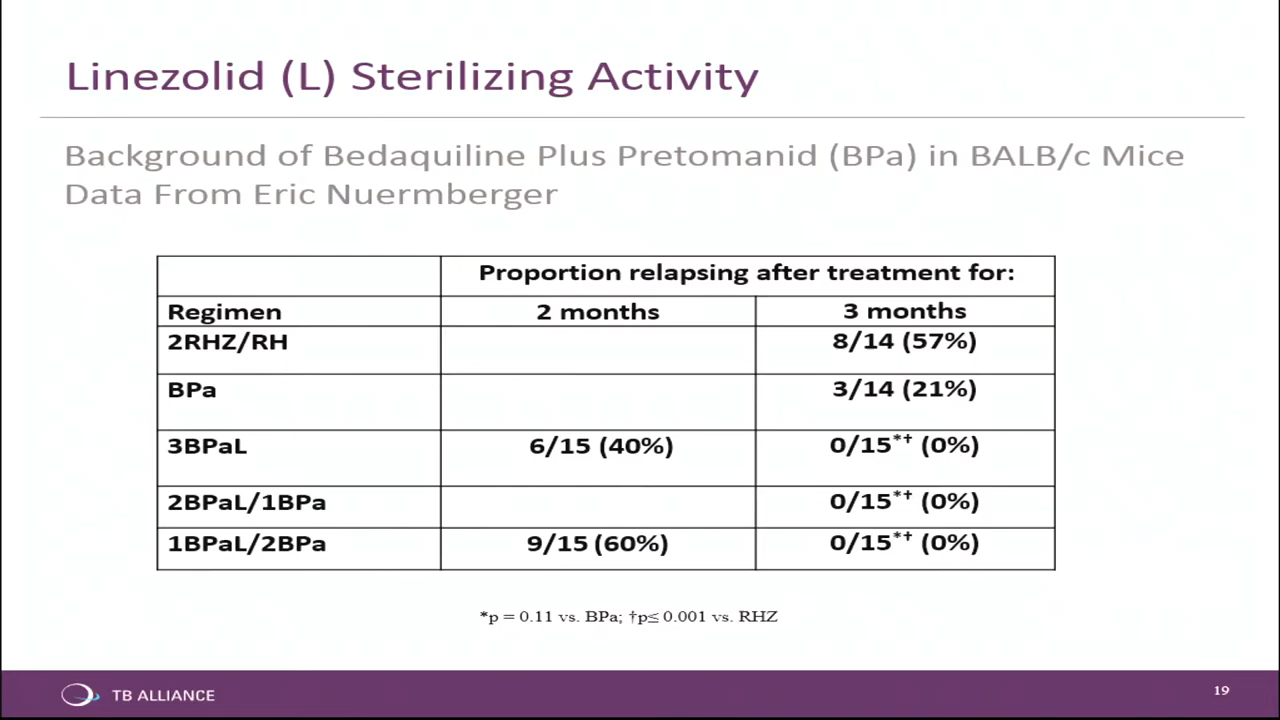 Linezolid (L) Sterilizing Activity
Background of Bedaquiline Plus Pretomanid (BPa) in BALB/c Mice
Data From Eric Nuermberger
Proportion relapsing after treatment for:
Regimen 2 months 3 months
2RHZ/RH 8/14 (57%)
BPa 3/14 (21%)
3BPaL 6/15 (40%) 0/15*† (0%)
2BPaL/1BPa 0/15*† (0%)
1BPaL/2BPa 9/15 (60%) 0/15*† (0%)
*p = 0.11 vs. BPa; †p≤ 0.001 vs. RHZ
TB ALLIANCE
19